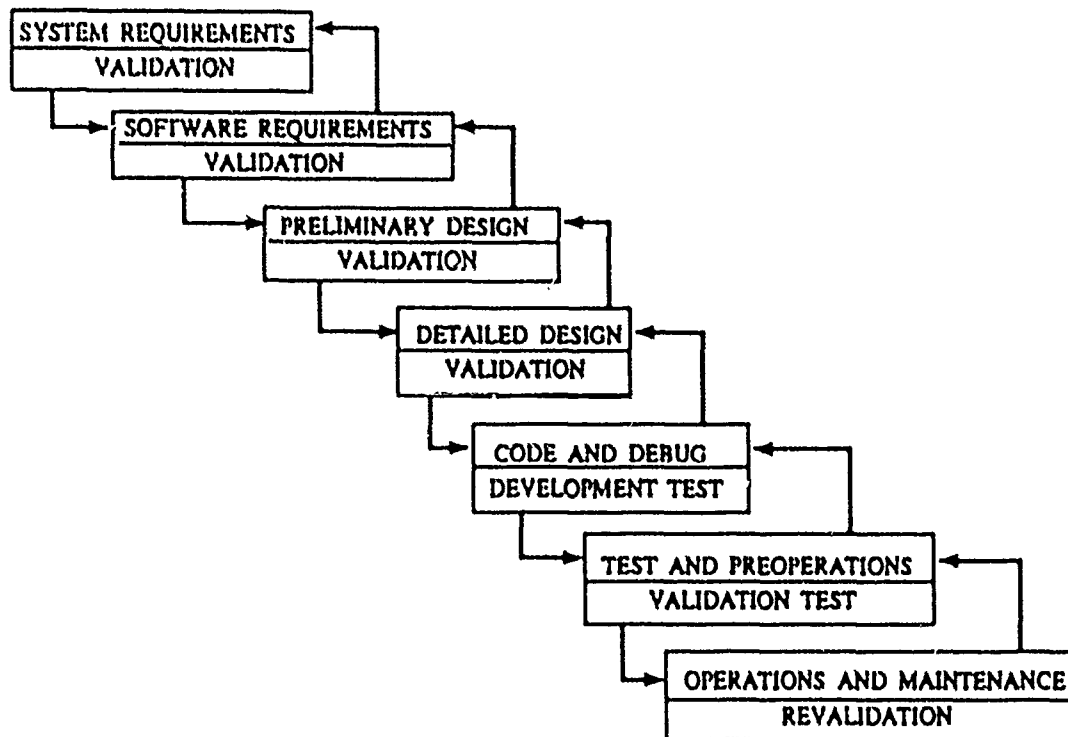 SYSTEM REQUIREMENTS
VALIDATION
SOFTWARE REQUIREMENTS
VALIDATION
PRELIMINARY DESIGN
VALIDATION
DETAILED DESIGN
VALIDATION
CODE AND DEBUG
DEVELOPMENT TEST
TEST AND PREOPERATIONS
VALIDATION TEST
OPERATIONS AND MAINTENANCE
REVALIDATION